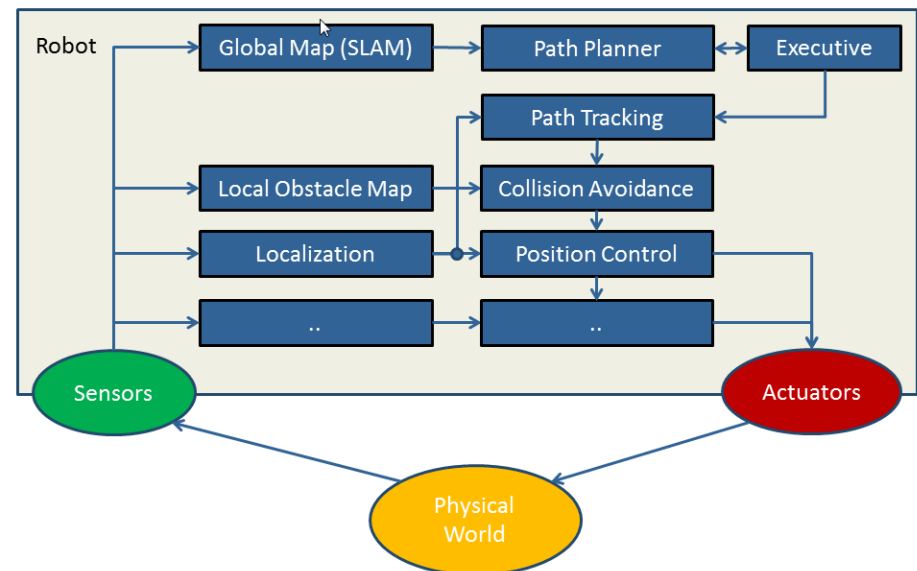 Robot
Global Map (SLAM)
Path Planner
Executive
Path Tracking
Local Obstacle Map
Collision Avoidance
Localization
Position Control
..
..
Sensors
Actuators
Physical
World